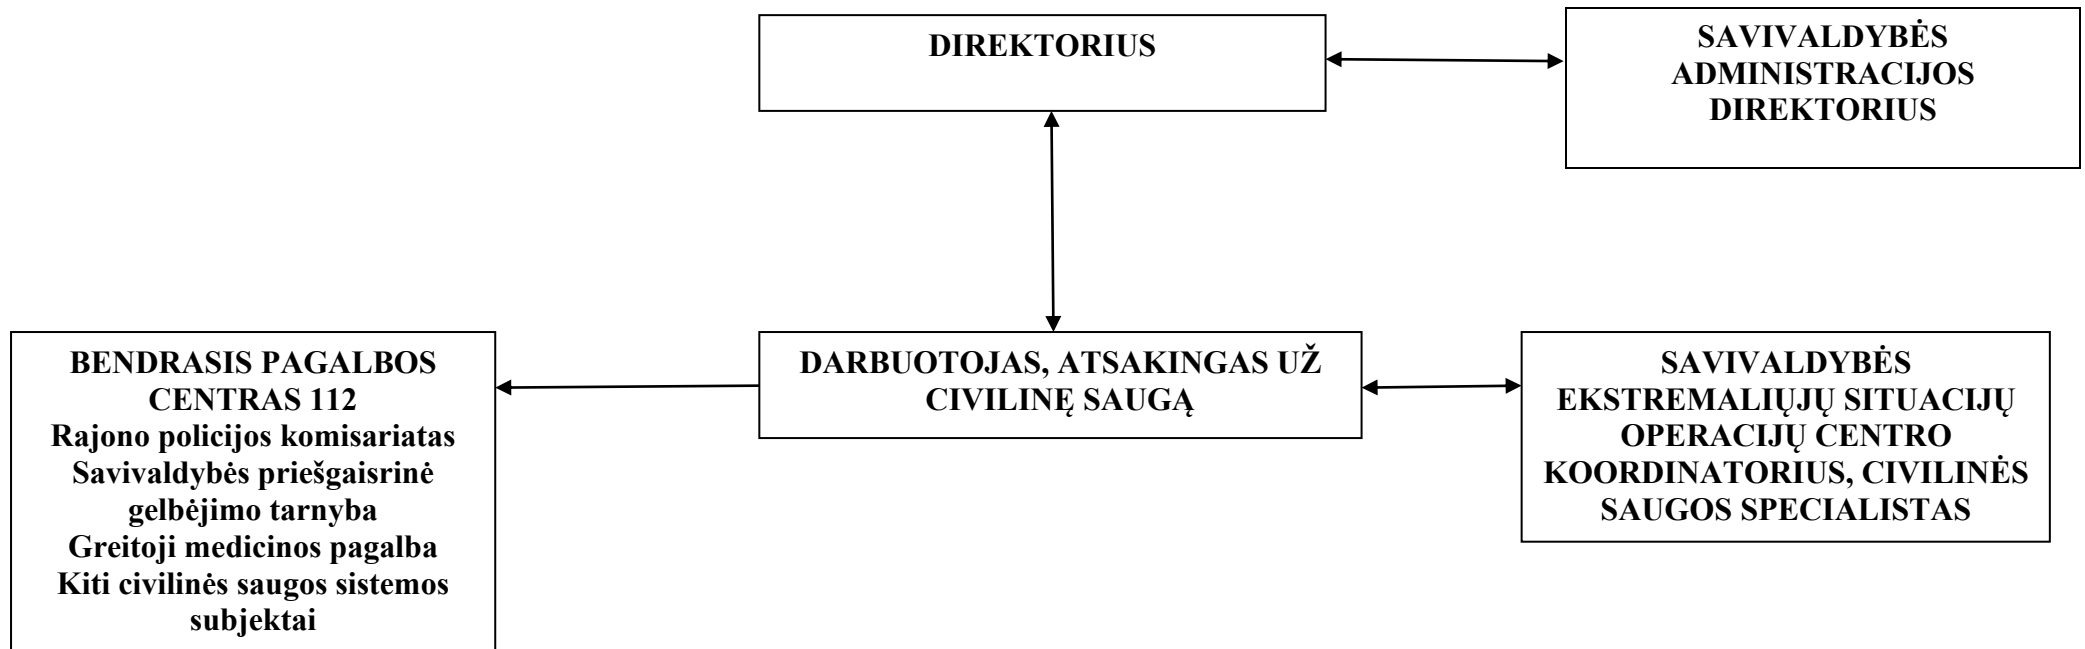 DIREKTORIUS
SAVIVALDYBĖS
ADMINISTRACIJOS
DIREKTORIUS
BENDRASIS PAGALBOS
CENTRAS 112
Rajono policijos komisariatas
Savivaldybės priešgaisrinė
gelbėjimo tarnyba
Greitoji medicinos pagalba
Kiti civilinės saugos sistemos
subjektai
DARBUOTOJAS, ATSAKINGAS UŽ
CIVILINĘ SAUGĄ
SAVIVALDYBĖS
EKSTREMALIŲJŲ SITUACIJŲ
OPERACIJŲ CENTRO
KOORDINATORIUS, CIVILINĖS
SAUGOS SPECIALISTAS